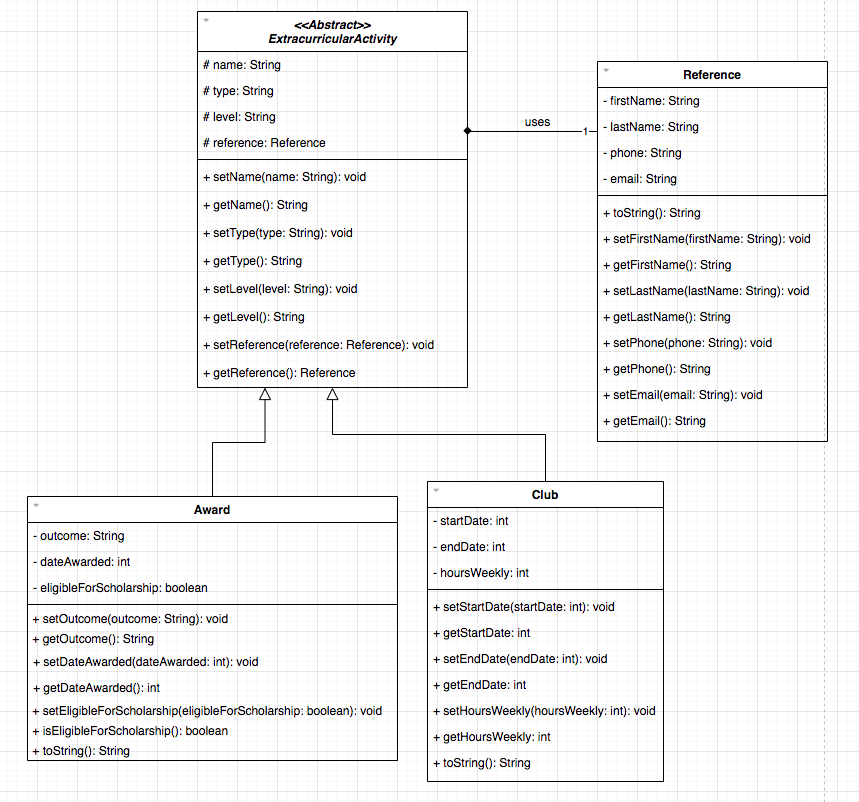 <<Abstract>>
ExtracurricularActivity
# name: String
# type: String
# level: String
# reference: Reference
+ setName(name: String): void
+ getName(): String
+ setType(type: String): void
+ getType(): String
+ setLevel(level: String): void
+ getLevel(): String
+ setReference(reference: Reference): void
+ getReference(): Reference
uses
1
Reference
- firstName: String
- lastName: String
- phone: String
- email: String
+ toString(): String
+ setFirstName(firstName: String): void
+ getFirstName(): String
+ setLastName(lastName: String): void
+ getLastName(): String
+ setPhone(phone: String): void
+ getPhone(): String
+ setEmail(email: String): void
+ getEmail(): String
Award
- outcome: String
- dateAwarded: int
- eligibleForScholarship: boolean
+ setOutcome(outcome: String): void
+ getOutcome(): String
+ setDateAwarded(dateAwarded: int): void
+ getDateAwarded(): int
+ setEligibleForScholarship(eligibleForScholarship: boolean): void
+ isEligibleForScholarship(): boolean
+ toString(): String
Club
- startDate: int
- endDate: int
- hoursWeekly: int
+ setStartDate(startDate: int): void
+ getStartDate: int
+ setEndDate(endDate: int): void
+ getEndDate: int
+ setHoursWeekly(hoursWeekly: int): void
+ getHoursWeekly: int
+ toString(): String